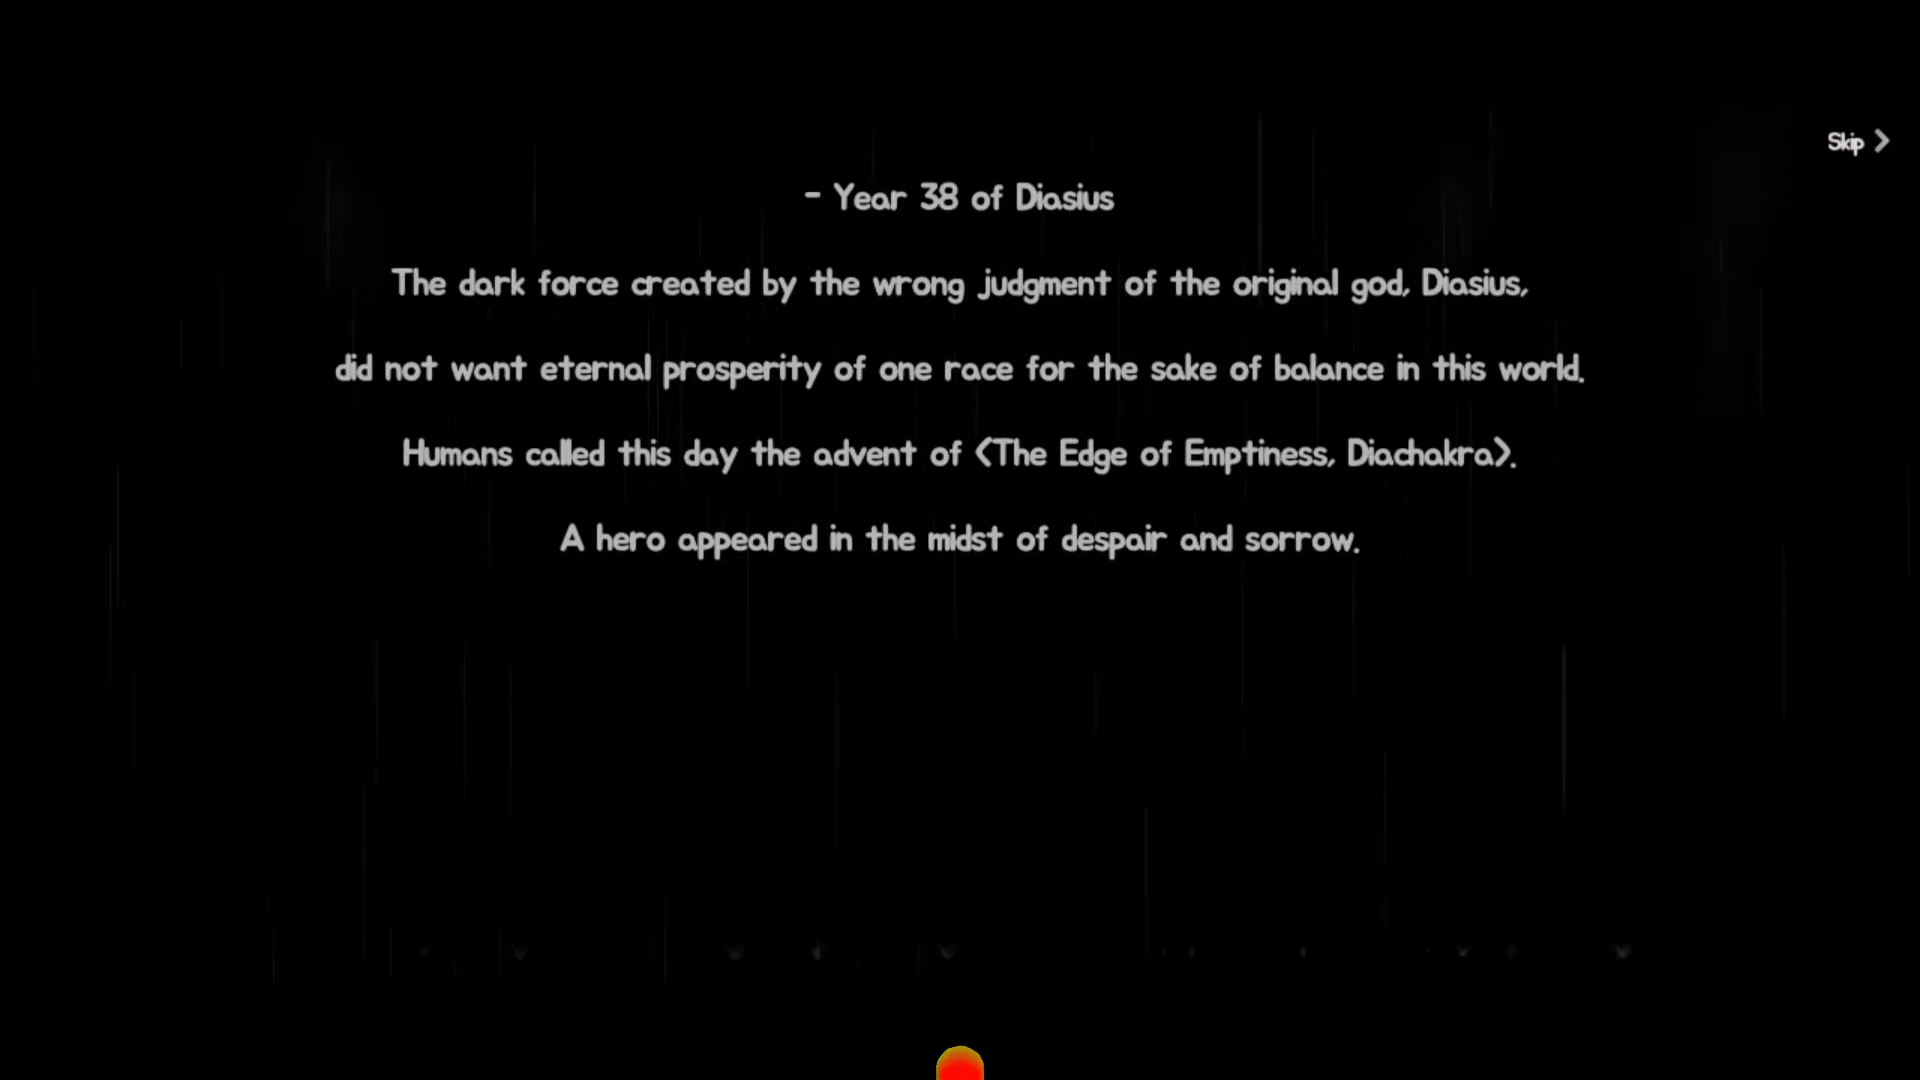 Skip >
- Year 38 of Diasius
The dark force created by the wrong judgment of the original god, Diasius,
did not want eternal prosperity of one race for the sake of balance in this world.
Humans called this day the advent of <The Edge of Emptiness, Diachakra>.
A hero appeared in the midst of despair and sorrow.